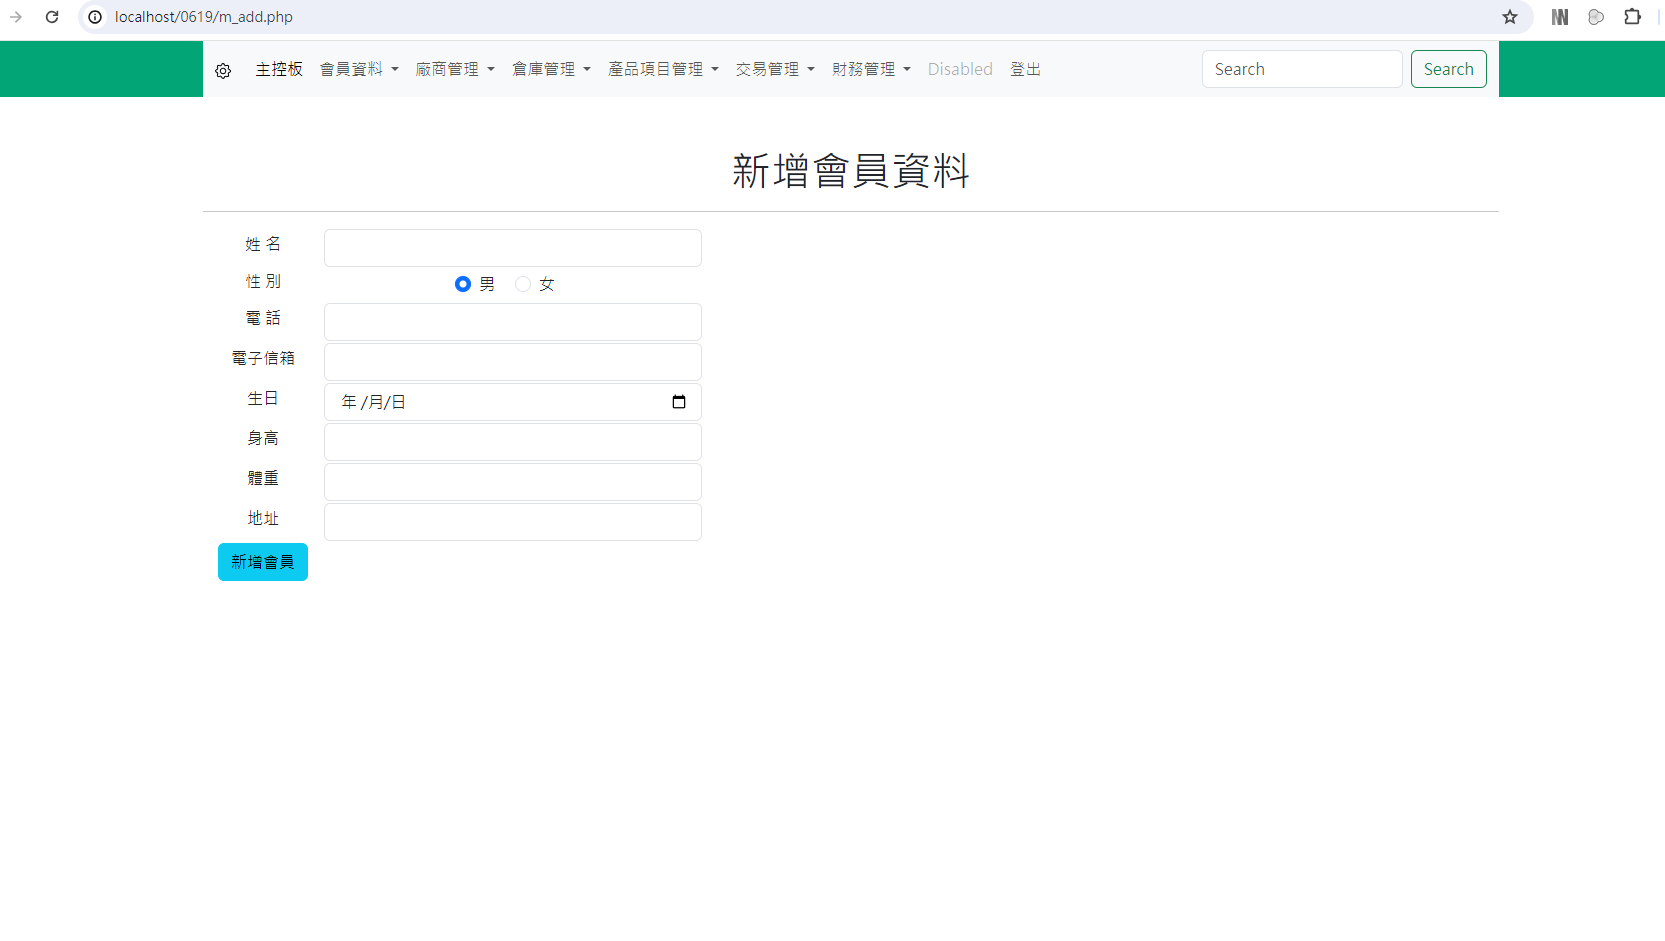 localhost/0619/m_add.php
主控板 會員資料 廠商管理 倉庫管理 產品項目管理 交易管理 財務管理 Disabled 登出 Search Search
新增會員資料
姓 名
性 別 男 女
電 話
電子信箱
生日 年 /月/日
身高
體重
地址
新增會員